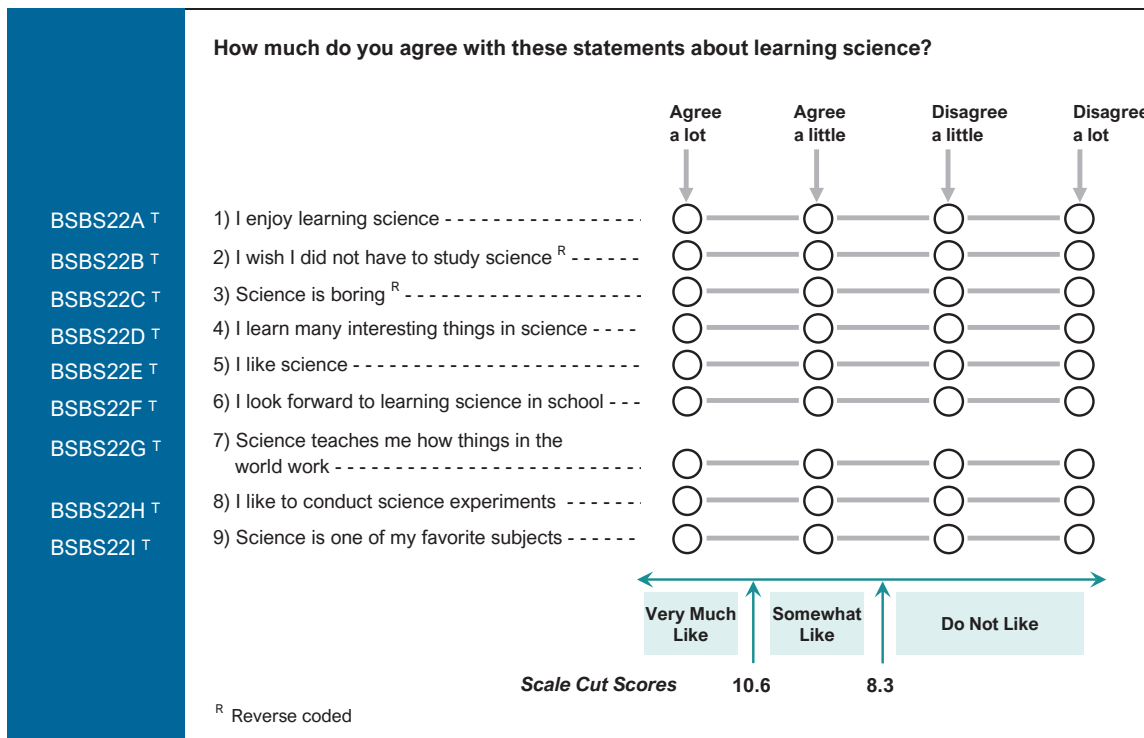 How much do you agree with these statements about learning science?
Agree a lot
Agree a little
Disagree a little
Disagree a lot
BSBS22A T 1) I enjoy learning science - - - - - - - - - - - - - - - - -
BSBS22B T 2) I wish I did not have to study science R - - - - - -
BSBS22C T 3) Science is boring R - - - - - - - - - - - - - - - - - - - - -
BSBS22D T 4) I learn many interesting things in science - - - -
BSBS22E T 5) I like science - - - - - - - - - - - - - - - - - - - - - - - -
BSBS22F T 6) I look forward to learning science in school - - -
BSBS22G T 7) Science teaches me how things in the
world work - - - - - - - - - - - - - - - - - - - - - - - - -
BSBS22H T 8) I like to conduct science experiments - - - - - -
BSBS22I T 9) Science is one of my favorite subjects - - - - - -
Very Much Like
Somewhat Like
Do Not Like
Scale Cut Scores 10.6 8.3
R Reverse coded